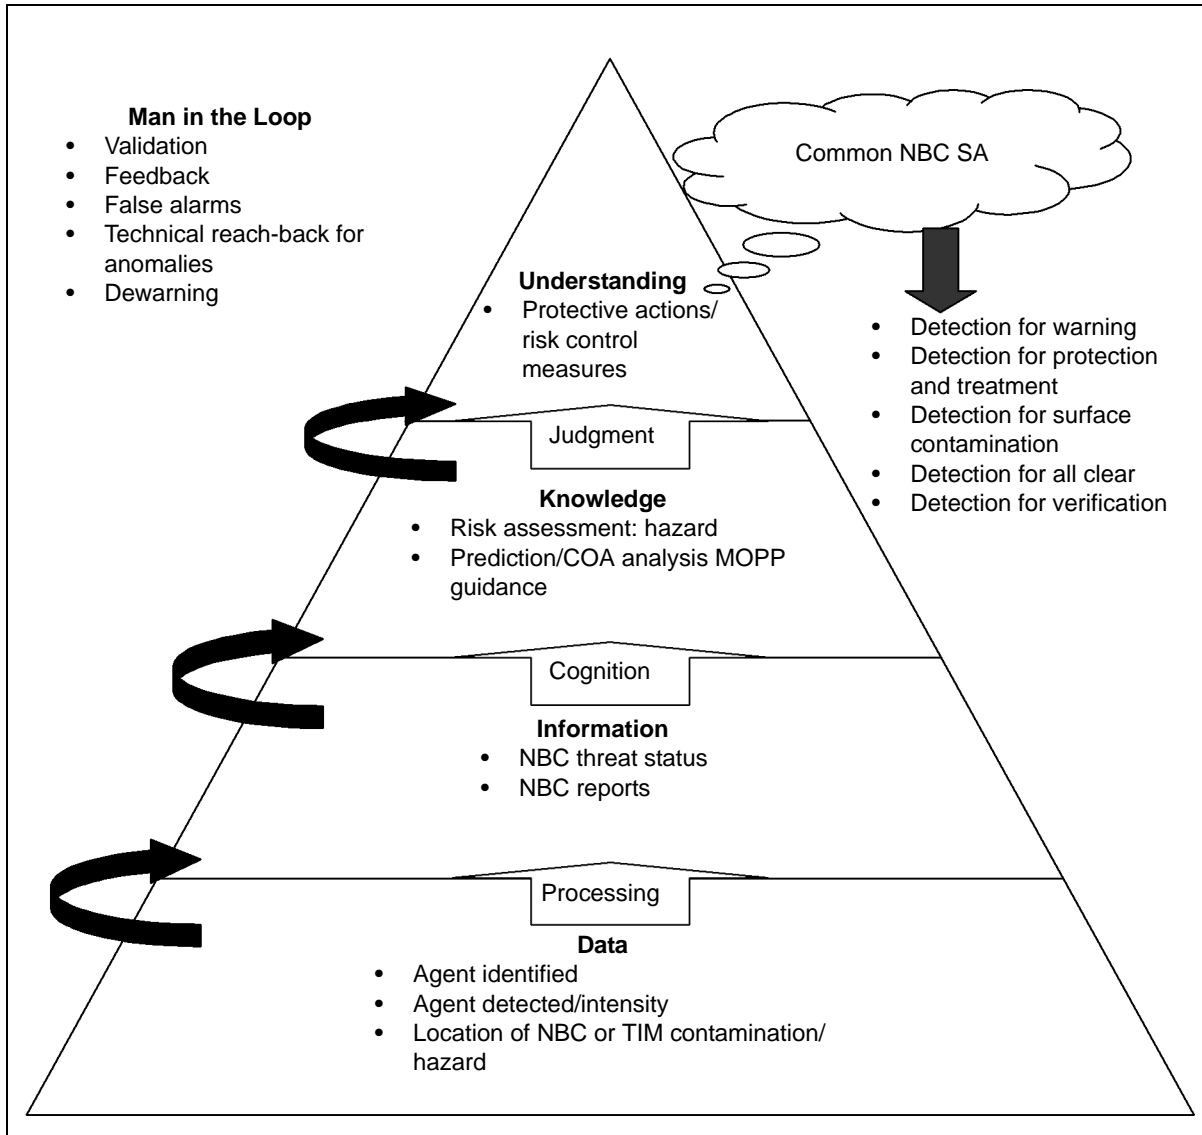 Man in the Loop
• Validation
• Feedback
• False alarms
• Technical reach-back for
anomalies
• Dewarning
Common NBC SA
• Detection for warning
• Detection for protection
and treatment
• Detection for surface
contamination
• Detection for all clear
• Detection for verification
Understanding
• Protective actions/
risk control
measures
Judgment
Knowledge
• Risk assessment: hazard
• Prediction/COA analysis MOPP
guidance
Cognition
Information
• NBC threat status
• NBC reports
Processing
Data
• Agent identified
• Agent detected/intensity
• Location of NBC or TIM contamination/
hazard